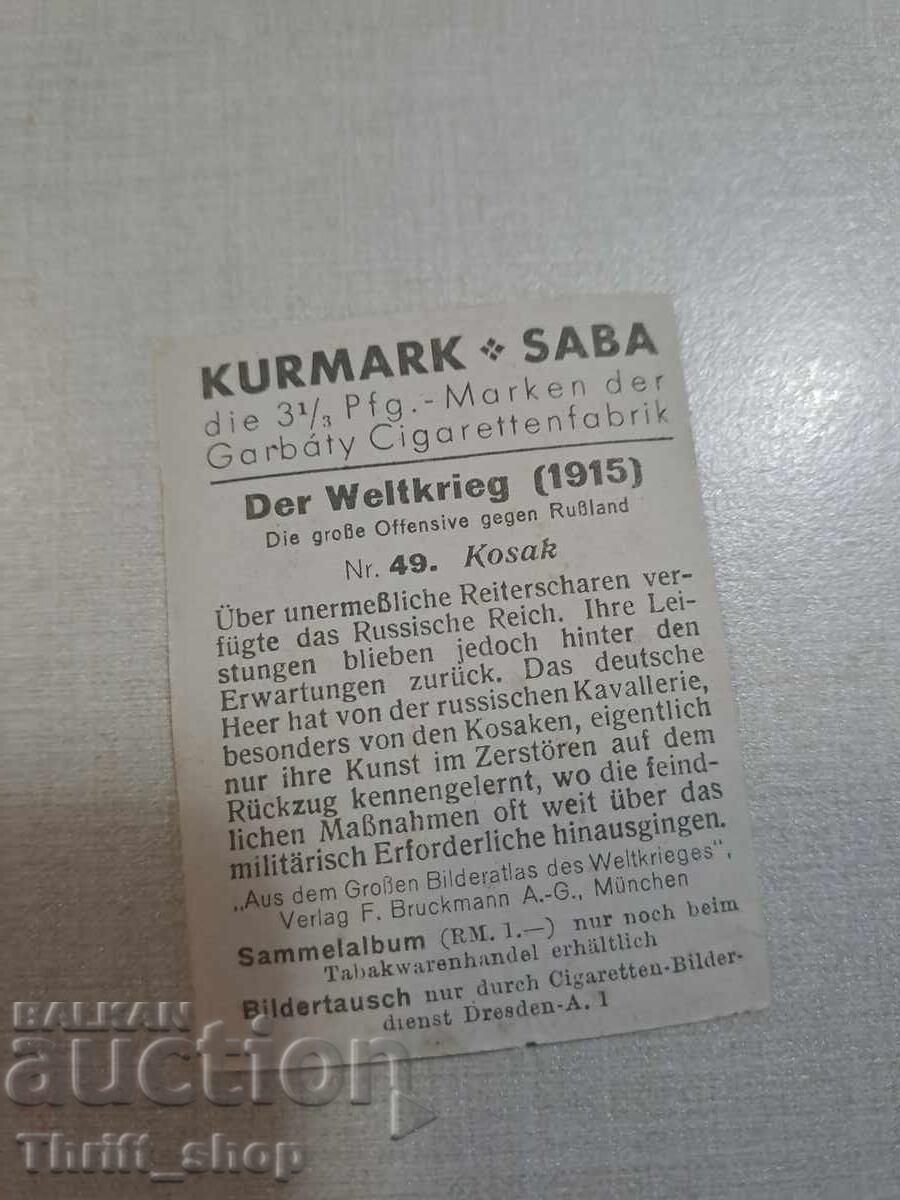 KURMARK ❖ SABA
die 3 1/3 Pfg.-Marken der
Garbáty Cigarettenfabrik
Der Weltkrieg (1915)
Die große Offensive gegen Rußland
Nr. 49. Kosak
Über unermeßliche Reiterscharen ver-
fügte das Russische Reich. Ihre Lei-
stungen blieben jedoch hinter den
Erwartungen zurück. Das deutsche
Heer hat von der russischen Kavallerie,
besonders von den Kosaken, eigentlich
nur ihre Kunst im Zerstören auf dem
Rückzug kennengelernt, wo die feind-
lichen Maßnahmen oft weit über das
militärisch Erforderliche hinausgingen.
„Aus dem Großen Bilderatlas des Weltkrieges",
Verlag F. Bruckmann A.-G., München
Sammelalbum (RM. 1.—) nur noch beim
Tabakwarenhandel erhältlich
Bildertausch nur durch Cigaretten-Bilder-
dienst Dresden-A. 1
BALKAN
auction
Thrift_shop